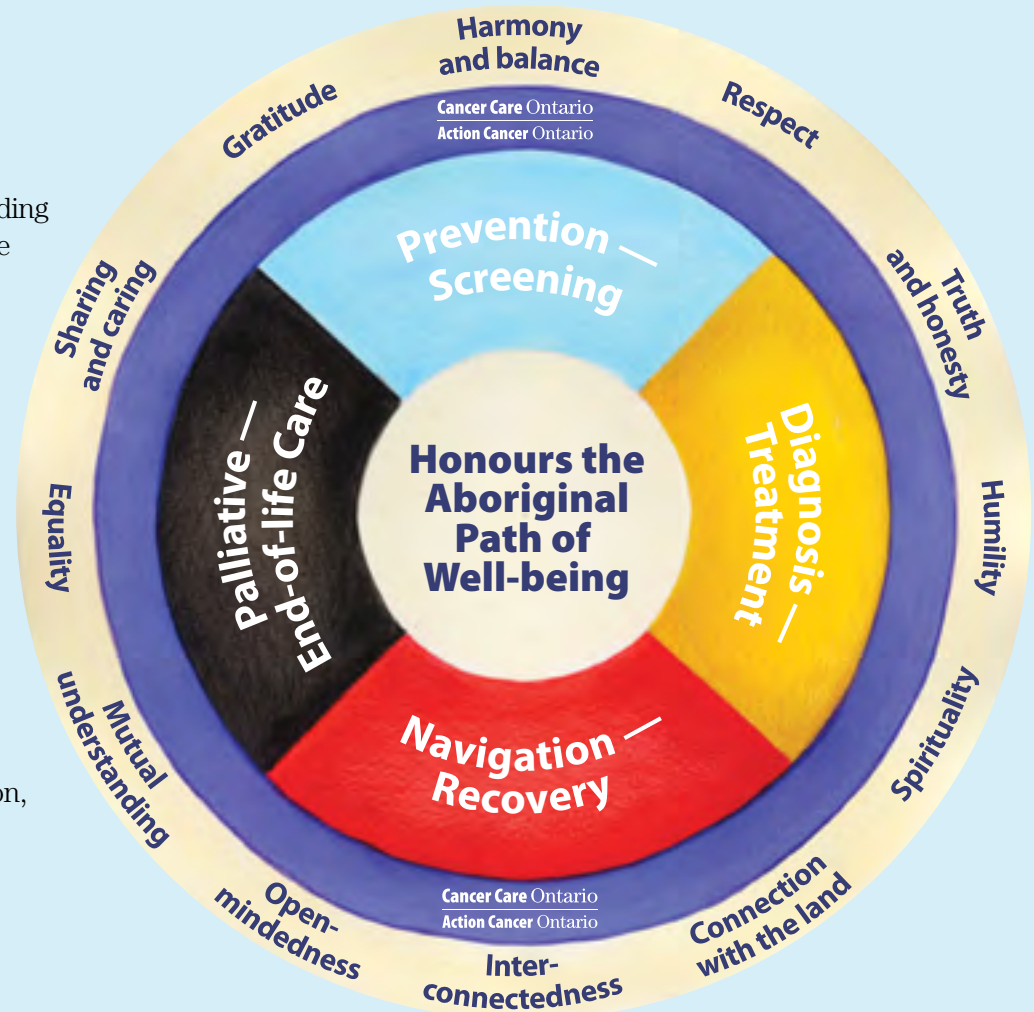 Harmony
and balance
Respect
Truth
and honesty
Humility
Spirituality
Connection
with the land
Inter-
connectedness
Open-
mindedness
Mutual
understanding
Equality
Sharing
and caring
Gratitude
Cancer Care Ontario
Action Cancer Ontario
Prevention —
Screening
Diagnosis —
Treatment
Navigation —
Recovery
Palliative —
End-of-life Care
Honours the
Aboriginal
Path of
Well-being
Cancer Care Ontario
Action Cancer Ontario
ding
e
on,